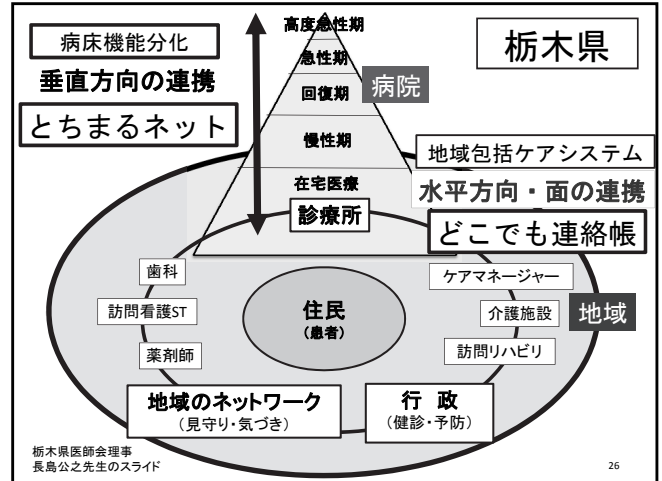 病床機能分化
垂直方向の連携
とちまるネット
栃木県
高度急性期
急性期
回復期
病院
慢性期
在宅医療
診療所
地域包括ケアシステム
水平方向・面の連携
どこでも連絡帳
歯科
訪問看護ST
薬剤師
住民
(患者)
ケアマネージャー
介護施設
地域
訪問リハビリ
地域のネットワーク
(見守り・気づき)
行 政
(健診・予防)
栃木県医師会理事
長島公之先生のスライド
26